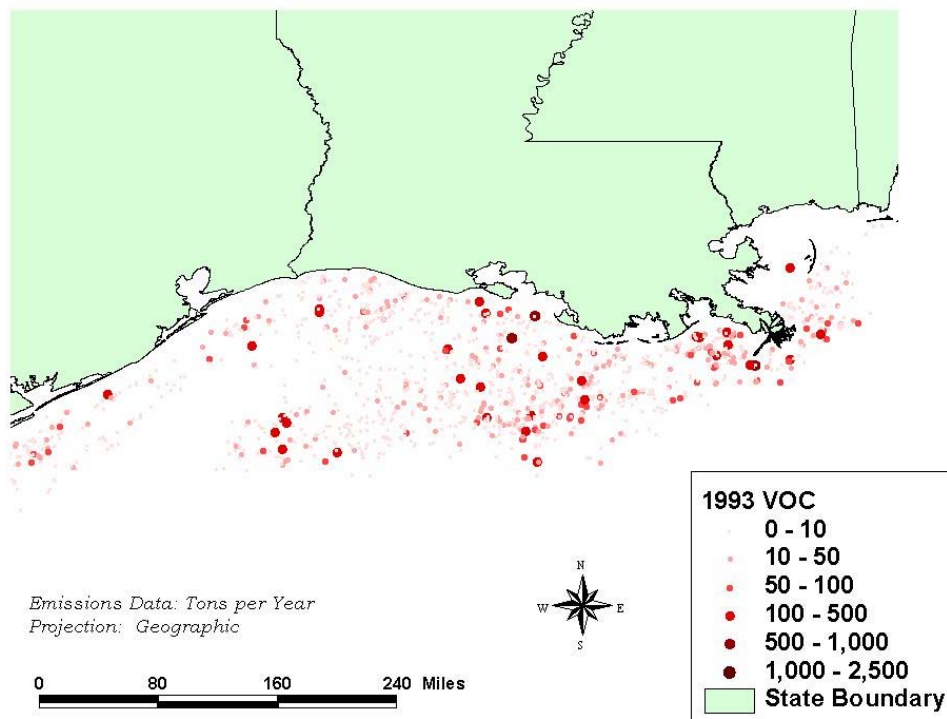 1993 VOC
0 - 10
10 - 50
50 - 100
100 - 500
500 - 1,000
1,000 - 2,500
State Boundary
N
W E
S
Emissions Data: Tons per Year
Projection: Geographic
0 80 160 240 Miles